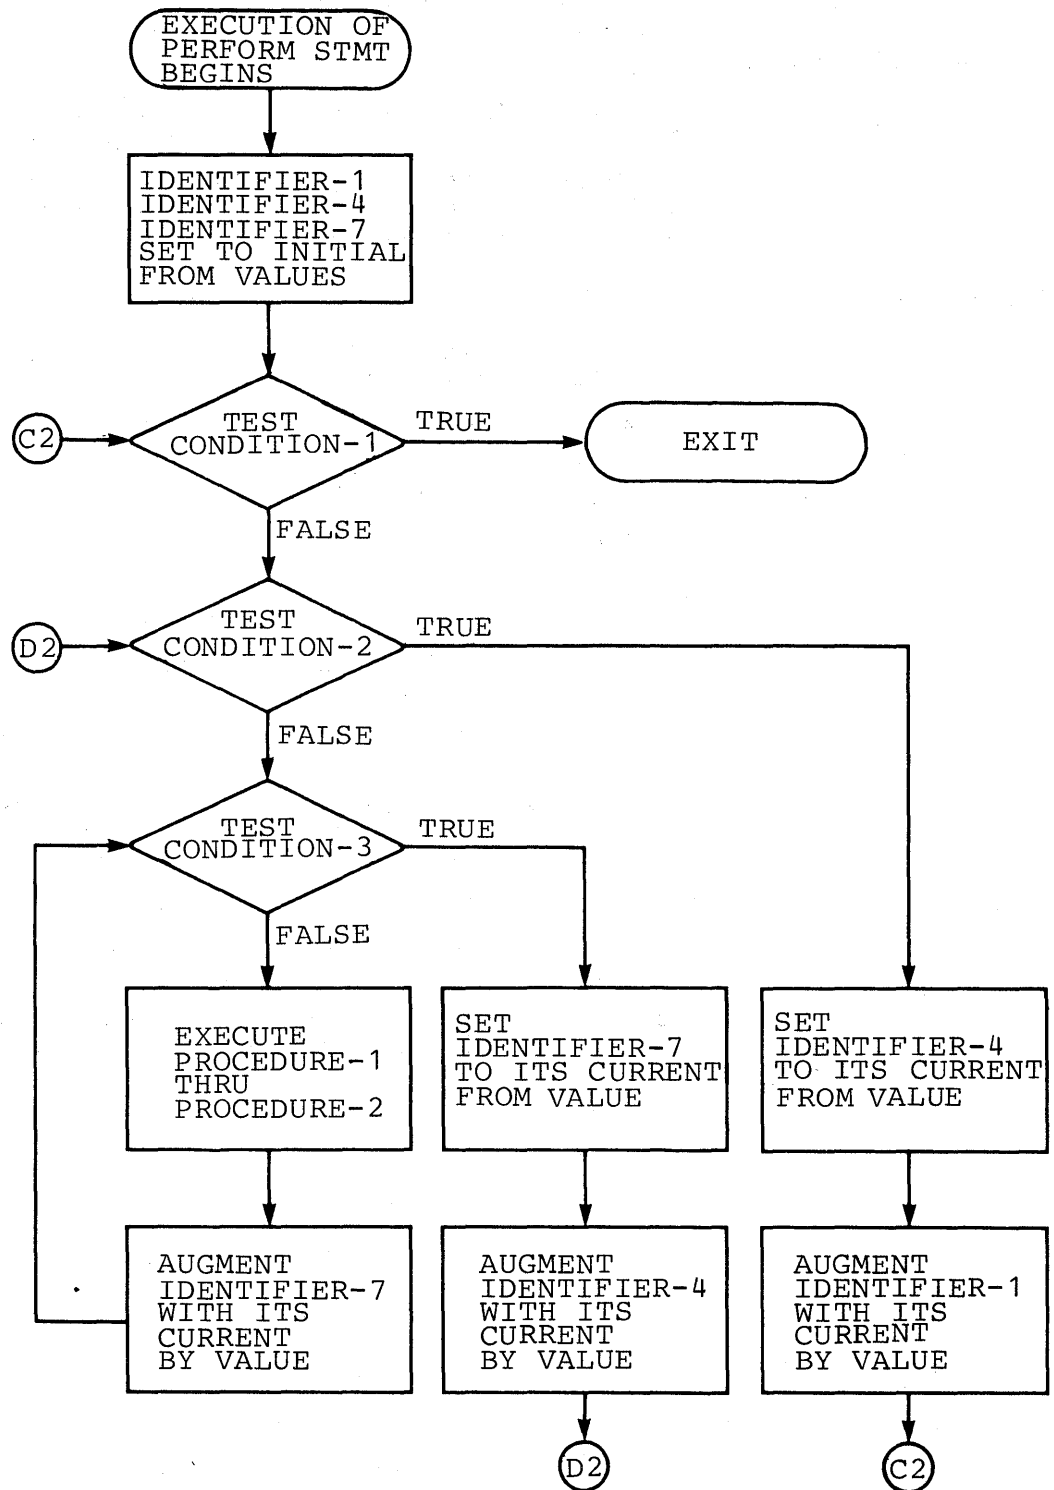 EXECUTION OF
PERFORM STMT
BEGINS
IDENTIFIER-1
IDENTIFIER-4
IDENTIFIER-7
SET TO INITIAL
FROM VALUES
C2
TEST
CONDITION-1
TRUE
EXIT
FALSE
D2
TEST
CONDITION-2
TRUE
FALSE
TEST
CONDITION-3
TRUE
FALSE
EXECUTE
PROCEDURE-1
THRU
PROCEDURE-2
SET
IDENTIFIER-7
TO ITS CURRENT
FROM VALUE
SET
IDENTIFIER-4
TO ITS CURRENT
FROM VALUE
AUGMENT
IDENTIFIER-7
WITH ITS
CURRENT
BY VALUE
AUGMENT
IDENTIFIER-4
WITH ITS
CURRENT
BY VALUE
AUGMENT
IDENTIFIER-1
WITH ITS
CURRENT
BY VALUE
D2
C2